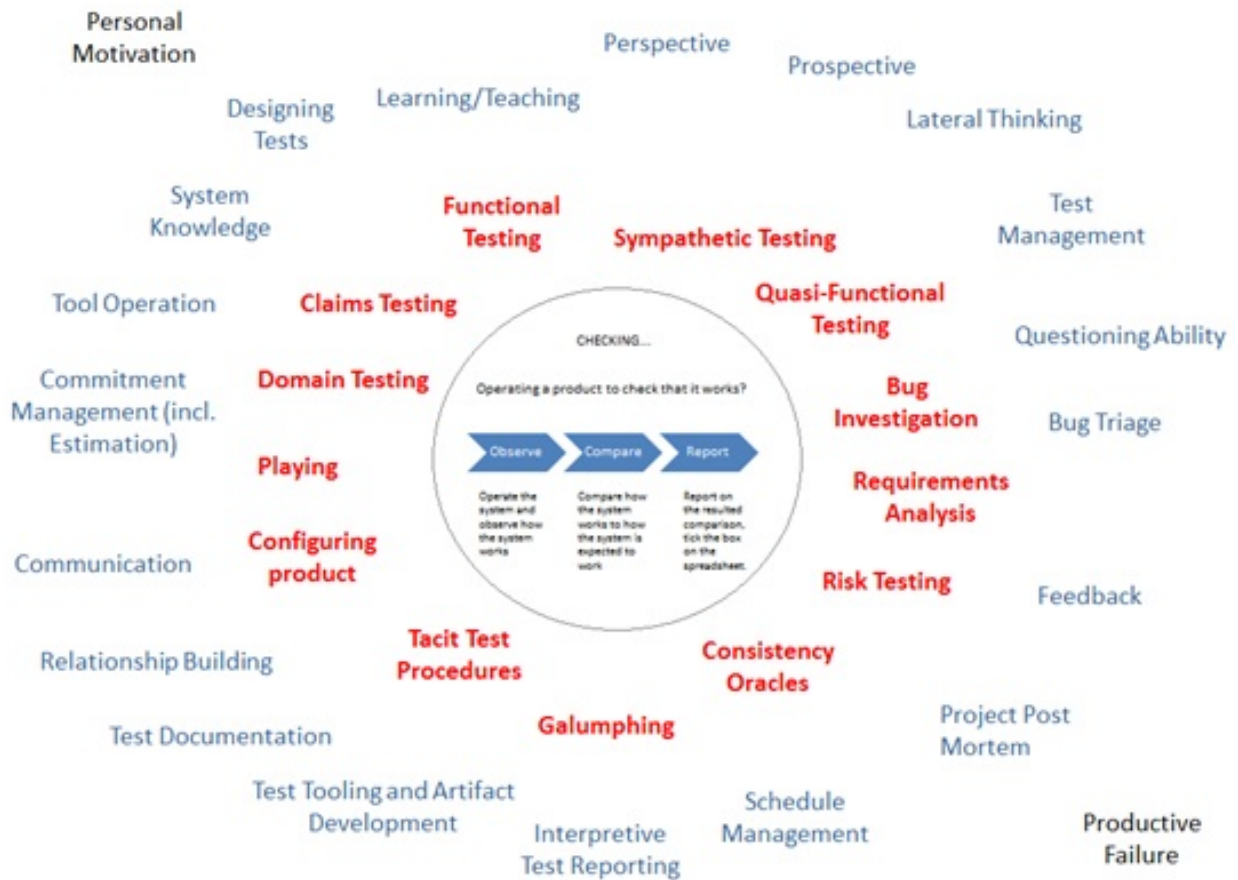 Personal
Motivation
Perspective
Prospective
Learning/Teaching
Designing
Tests
Lateral Thinking
System
Knowledge
Functional
Testing
Sympathetic Testing
Test
Management
Tool Operation
Claims Testing
Quasi-Functional
Testing
Questioning Ability
CHECKING...
Operating a product to check that it works?
Commitment
Management (incl.
Estimation)
Domain Testing
Bug
Investigation
Bug Triage
Playing
Observe
Compare
Report
Requirements
Analysis
Operate the
system and
observe how
the system
works
Compare how
the system
works to how
the system is
expected to
work
Report on
the resulted
comparison,
tick the box
on the
spreadsheet.
Communication
Configuring
product
Risk Testing
Feedback
Relationship Building
Tacit Test
Procedures
Consistency
Oracles
Test Documentation
Galumphing
Project Post
Mortem
Test Tooling and Artifact
Development
Interpretive
Test Reporting
Schedule
Management
Productive
Failure